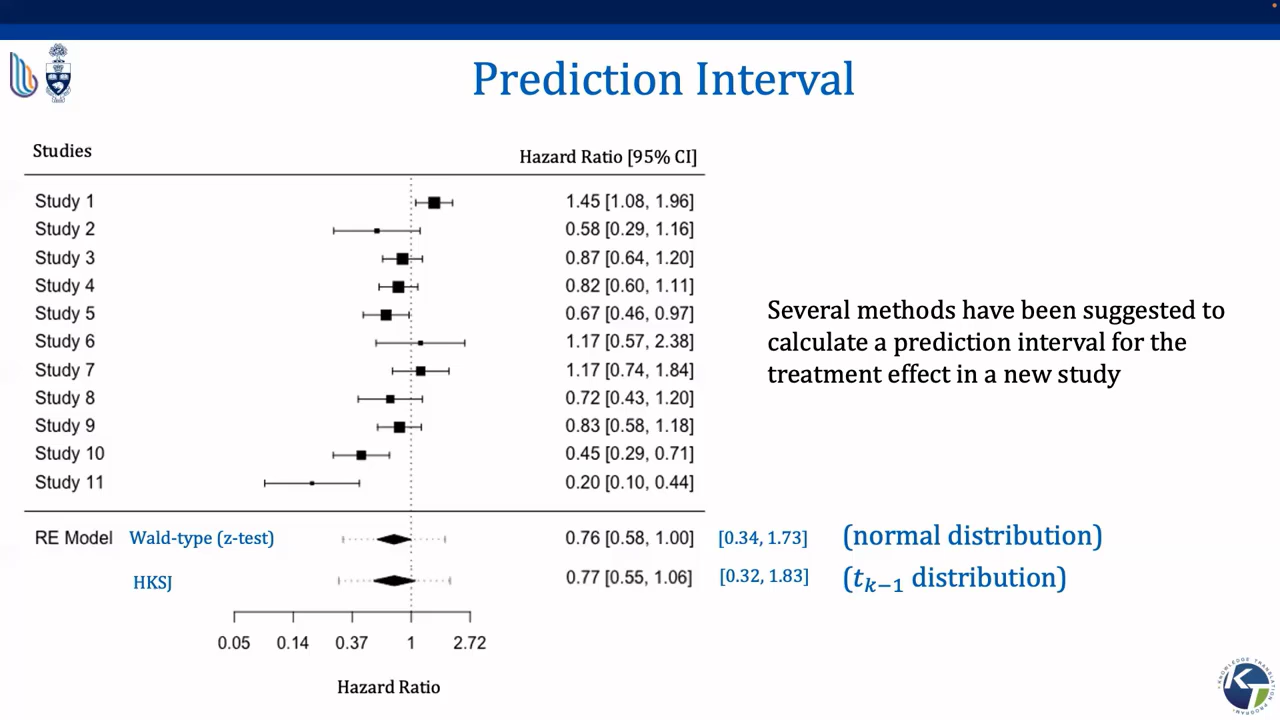 Prediction Interval
Studies Hazard Ratio [95% CI]
Study 1 1.45 [1.08, 1.96]
Study 2 0.58 [0.29, 1.16]
Study 3 0.87 [0.64, 1.20]
Study 4 0.82 [0.60, 1.11]
Study 5 0.67 [0.46, 0.97]
Study 6 1.17 [0.57, 2.38]
Study 7 1.17 [0.74, 1.84]
Study 8 0.72 [0.43, 1.20]
Study 9 0.83 [0.58, 1.18]
Study 10 0.45 [0.29, 0.71]
Study 11 0.20 [0.10, 0.44]
RE Model Wald-type (z-test) 0.76 [0.58, 1.00] [0.34, 1.73] (normal distribution)
HKSJ 0.77 [0.55, 1.06] [0.32, 1.83] (t_{k−1} distribution)
0.05 0.14 0.37 1 2.72
Hazard Ratio
Several methods have been suggested to
calculate a prediction interval for the
treatment effect in a new study
KNOWLEDGE TRANSLATION PROGRAM
KT